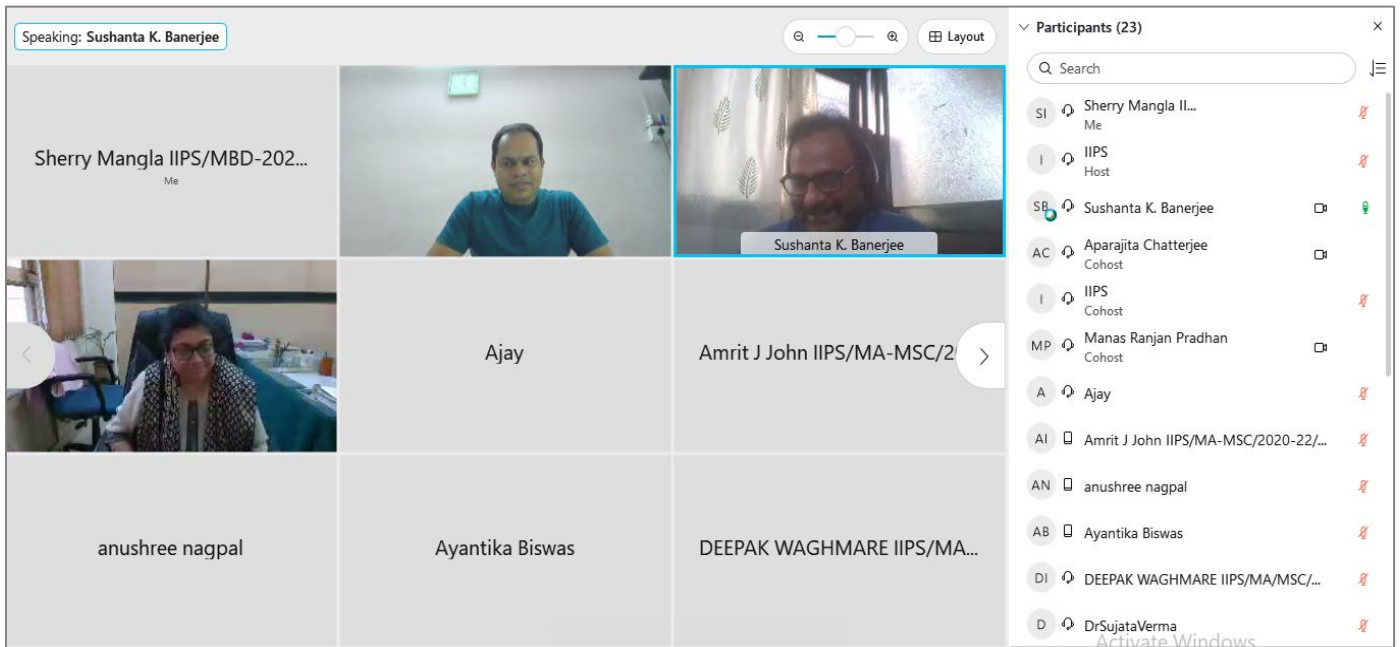 Speaking: Sushanta K. Banerjee
Layout
Participants (23)
Search
Sherry Mangla IIPS/MBD-202...
Me
Sushanta K. Banerjee
Ajay
Amrit J John IIPS/MA-MSC/2
anushree nagpal
Ayantika Biswas
DEEPAK WAGHMARE IIPS/MA...
SI Sherry Mangla II...
Me
I IIPS
Host
SB Sushanta K. Banerjee
AC Aparajita Chatterjee
Cohost
I IIPS
Cohost
MP Manas Ranjan Pradhan
Cohost
A Ajay
AI Amrit J John IIPS/MA-MSC/2020-22/...
AN anushree nagpal
AB Ayantika Biswas
DI DEEPAK WAGHMARE IIPS/MA/MSC/...
D DrSujataVerma
Activate Windows